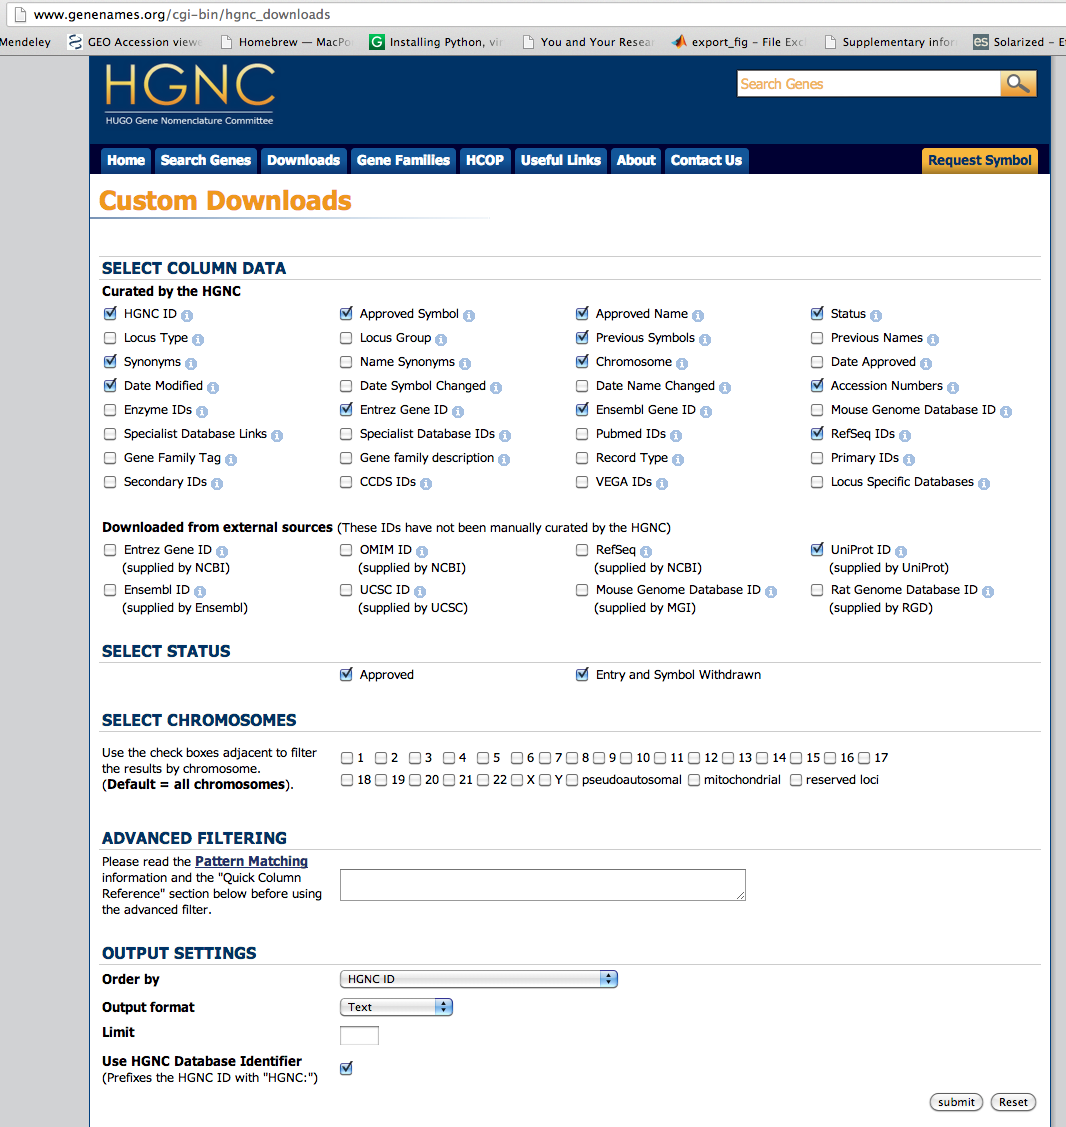 www.genenames.org/cgi-bin/hgnc_downloads
Mendeley GEO Accession viewe Homebrew — MacPo Installing Python, vir You and Your Resear export_fig – File Exc Supplementary infor es Solarized – E
HGNC
HUGO Gene Nomenclature Committee
Search Genes
Home Search Genes Downloads Gene Families HCOP Useful Links About Contact Us Request Symbol
Custom Downloads
SELECT COLUMN DATA
Curated by the HGNC
HGNC ID Approved Symbol Approved Name Status
Locus Type Locus Group Previous Symbols Previous Names
Synonyms Name Synonyms Chromosome Date Approved
Date Modified Date Symbol Changed Date Name Changed Accession Numbers
Enzyme IDs Entrez Gene ID Ensembl Gene ID Mouse Genome Database ID
Specialist Database Links Specialist Database IDs Pubmed IDs RefSeq IDs
Gene Family Tag Gene family description Record Type Primary IDs
Secondary IDs CCDS IDs VEGA IDs Locus Specific Databases
Downloaded from external sources (These IDs have not been manually curated by the HGNC)
Entrez Gene ID OMIM ID RefSeq UniProt ID
(supplied by NCBI) (supplied by NCBI) (supplied by NCBI) (supplied by UniProt)
Ensembl ID UCSC ID Mouse Genome Database ID Rat Genome Database ID
(supplied by Ensembl) (supplied by UCSC) (supplied by MGI) (supplied by RGD)
SELECT STATUS
Approved Entry and Symbol Withdrawn
SELECT CHROMOSOMES
Use the check boxes adjacent to filter
the results by chromosome.
(Default = all chromosomes).
1 2 3 4 5 6 7 8 9 10 11 12 13 14 15 16 17
18 19 20 21 22 X Y pseudoautosomal mitochondrial reserved loci
ADVANCED FILTERING
Please read the Pattern Matching
information and the "Quick Column
Reference" section below before using
the advanced filter.
OUTPUT SETTINGS
Order by HGNC ID
Output format Text
Limit
Use HGNC Database Identifier
(Prefixes the HGNC ID with "HGNC:")
submit Reset